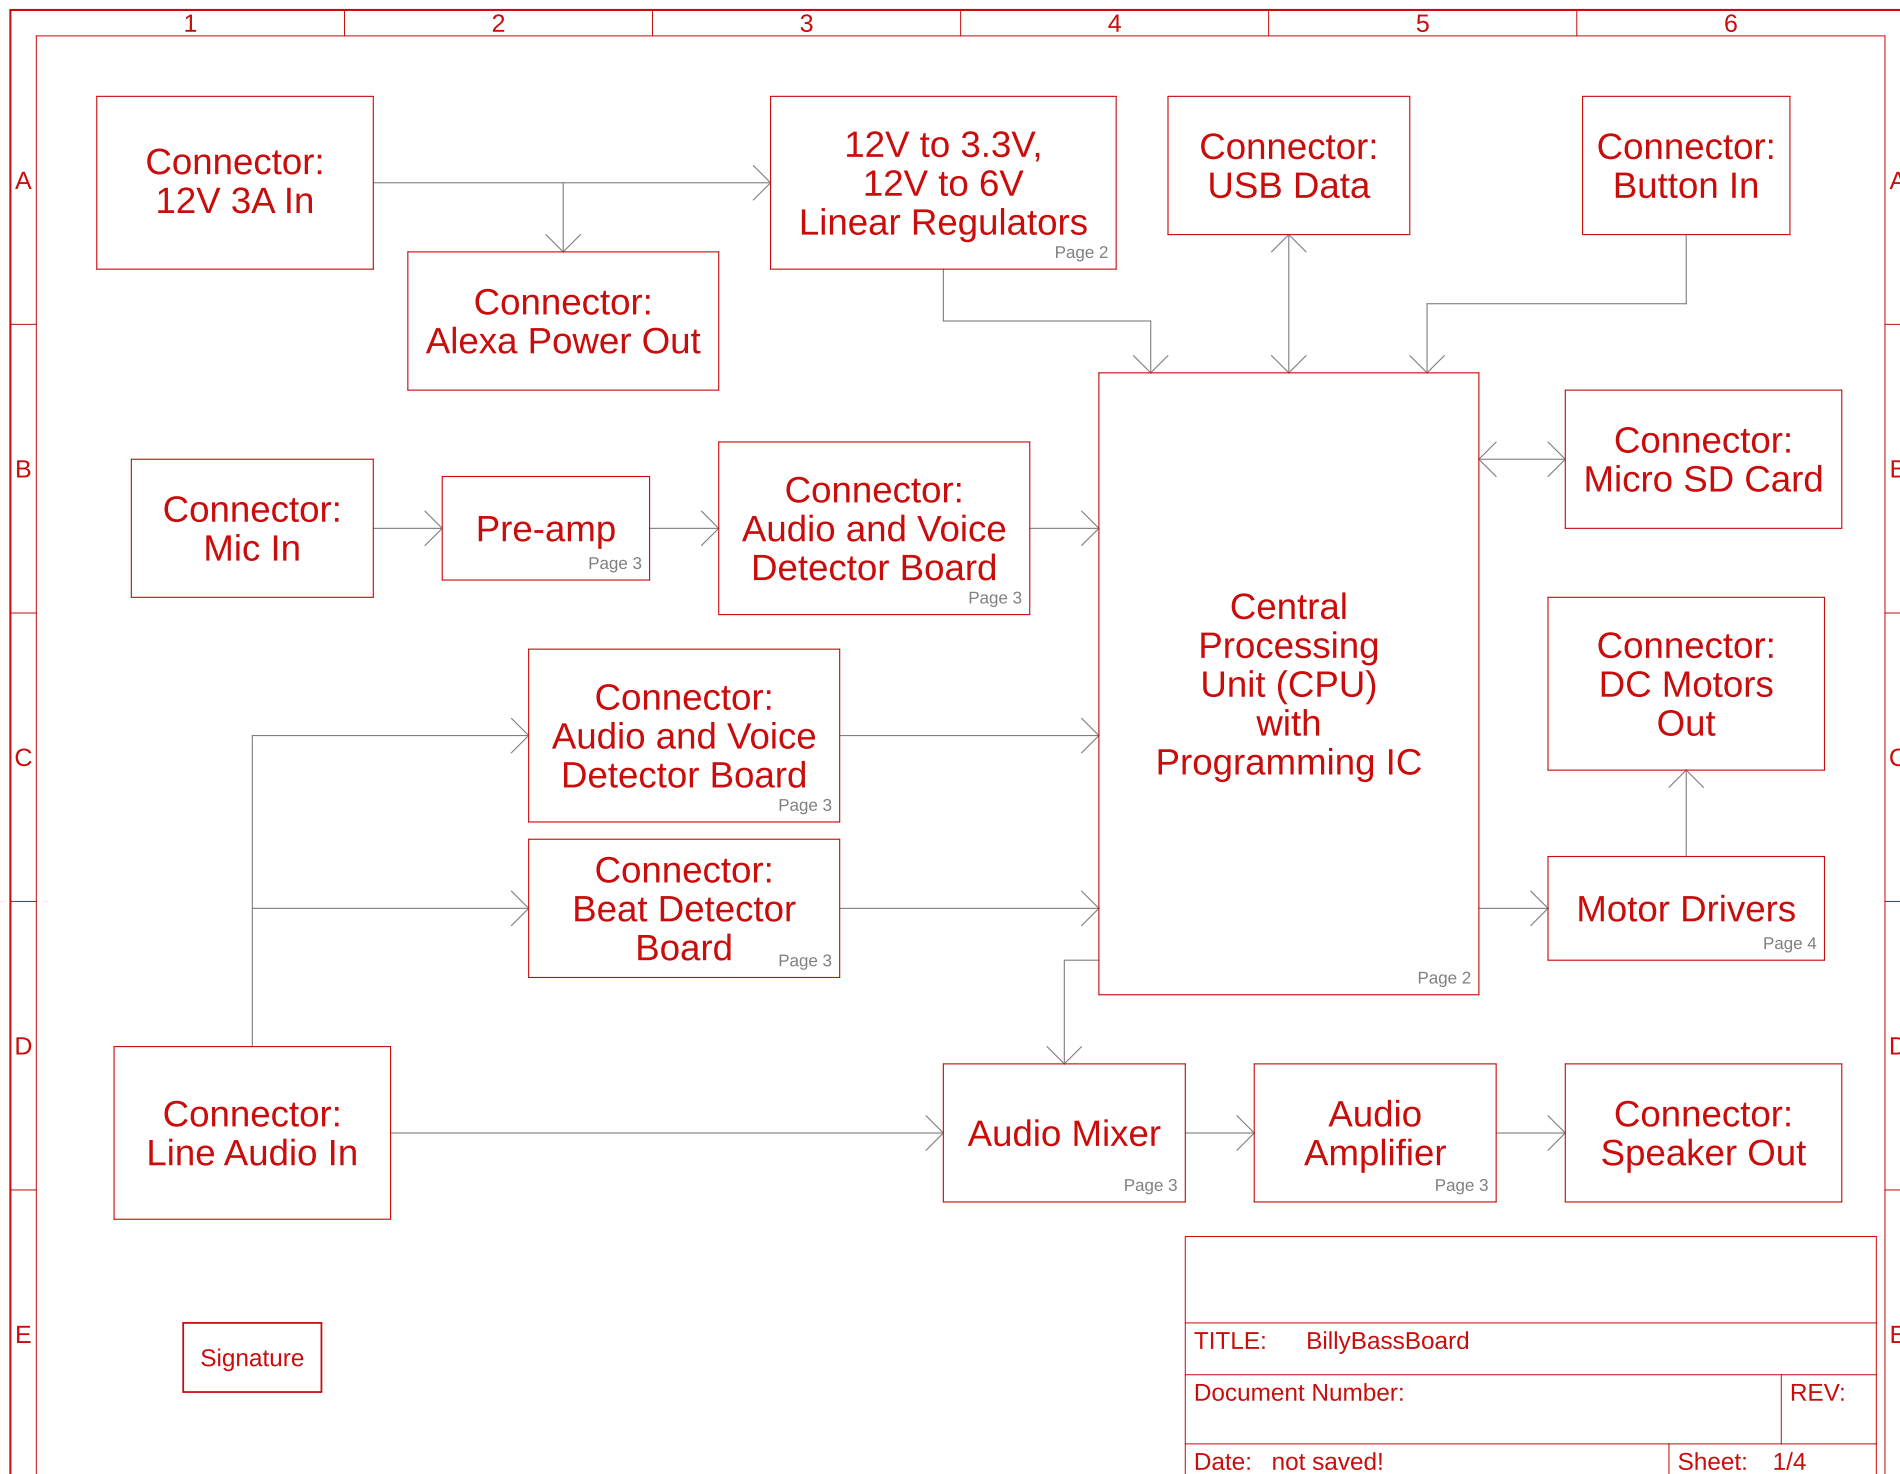 1 2 3 4 5 6
A
Connector:
12V 3A In
12V to 3.3V,
12V to 6V
Linear Regulators
Page 2
Connector:
USB Data
Connector:
Button In
A
Connector:
Alexa Power Out
B
Connector:
Mic In
Pre-amp
Page 3
Connector:
Audio and Voice
Detector Board
Page 3
Connector:
Micro SD Card
B
Central
Processing
Unit (CPU)
with
Programming IC
Page 2
C
Connector:
Audio and Voice
Detector Board
Page 3
Connector:
DC Motors
Out
C
Connector:
Beat Detector
Board
Page 3
Motor Drivers
Page 4
D
Connector:
Line Audio In
Audio Mixer
Page 3
Audio
Amplifier
Page 3
Connector:
Speaker Out
D
E
Signature
TITLE: BillyBassBoard
E
Document Number:
REV:
Date: not saved!
Sheet: 1/4